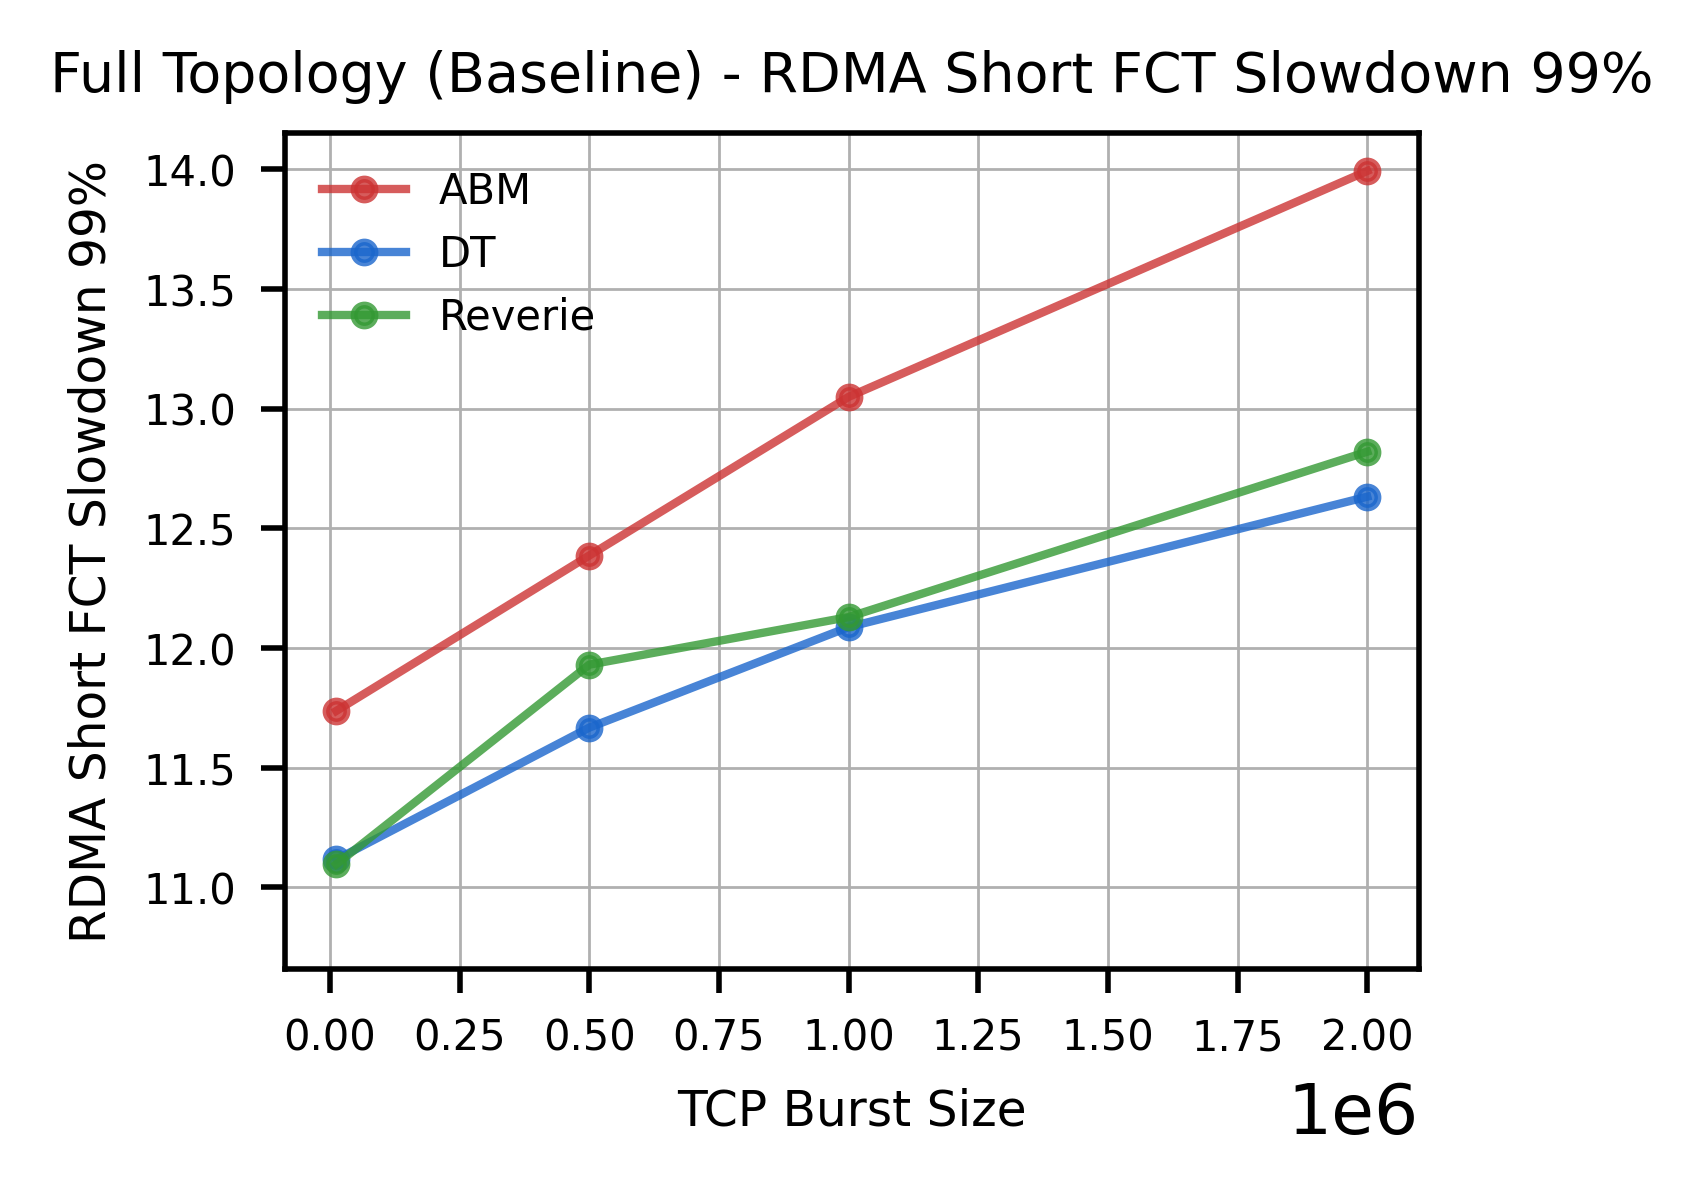 Full Topology (Baseline) - RDMA Short FCT Slowdown 99%
RDMA Short FCT Slowdown 99%
14.0
13.5
13.0
12.5
12.0
11.5
11.0
ABM
DT
Reverie
0.00 0.25 0.50 0.75 1.00 1.25 1.50 1.75 2.00
TCP Burst Size
1e6